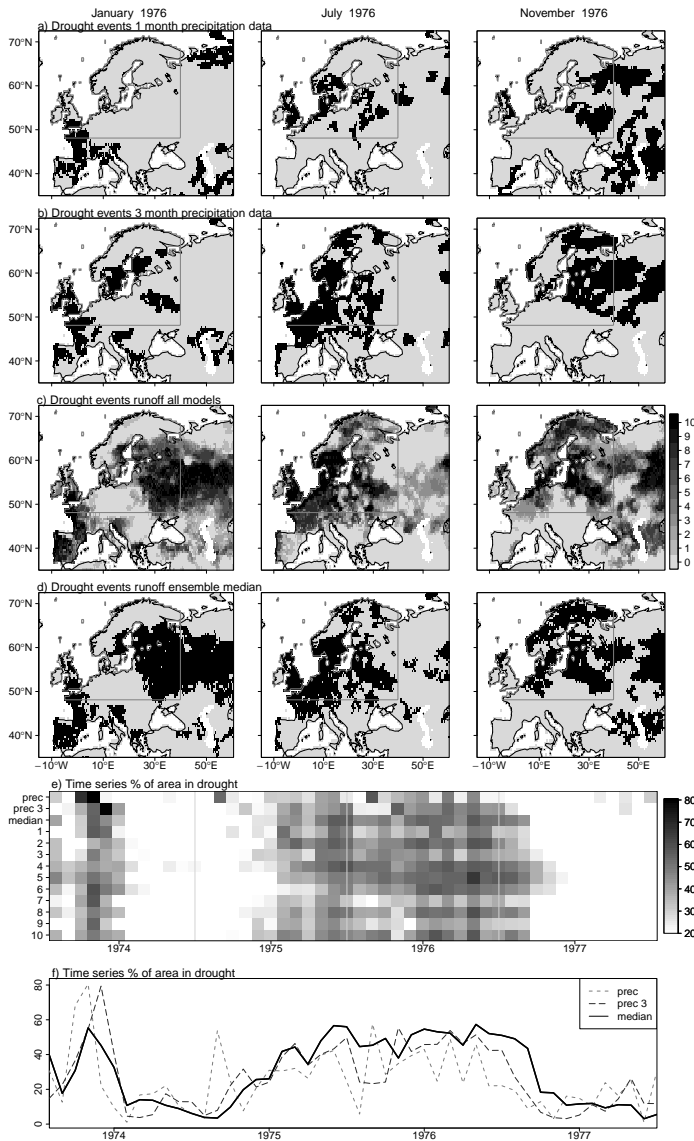 January 1976 July 1976 November 1976
a) Drought events 1 month precipitation data
70°N
60°N
50°N
40°N
b) Drought events 3 month precipitation data
70°N
60°N
50°N
40°N
c) Drought events runoff all models
70°N
60°N
50°N
40°N
10
9
8
7
6
5
4
3
2
1
0
d) Drought events runoff ensemble median
70°N
60°N
50°N
40°N
−10°W 10°E 30°E 50°E −10°W 10°E 30°E 50°E −10°W 10°E 30°E 50°E
e) Time series % of area in drought
prec
prec 3
median
1
2
3
4
5
6
7
8
9
10
1974 1975 1976 1977
80
70
60
50
40
30
20
f) Time series % of area in drought
80
60
40
20
0
prec
prec 3
median
1974 1975 1976 1977